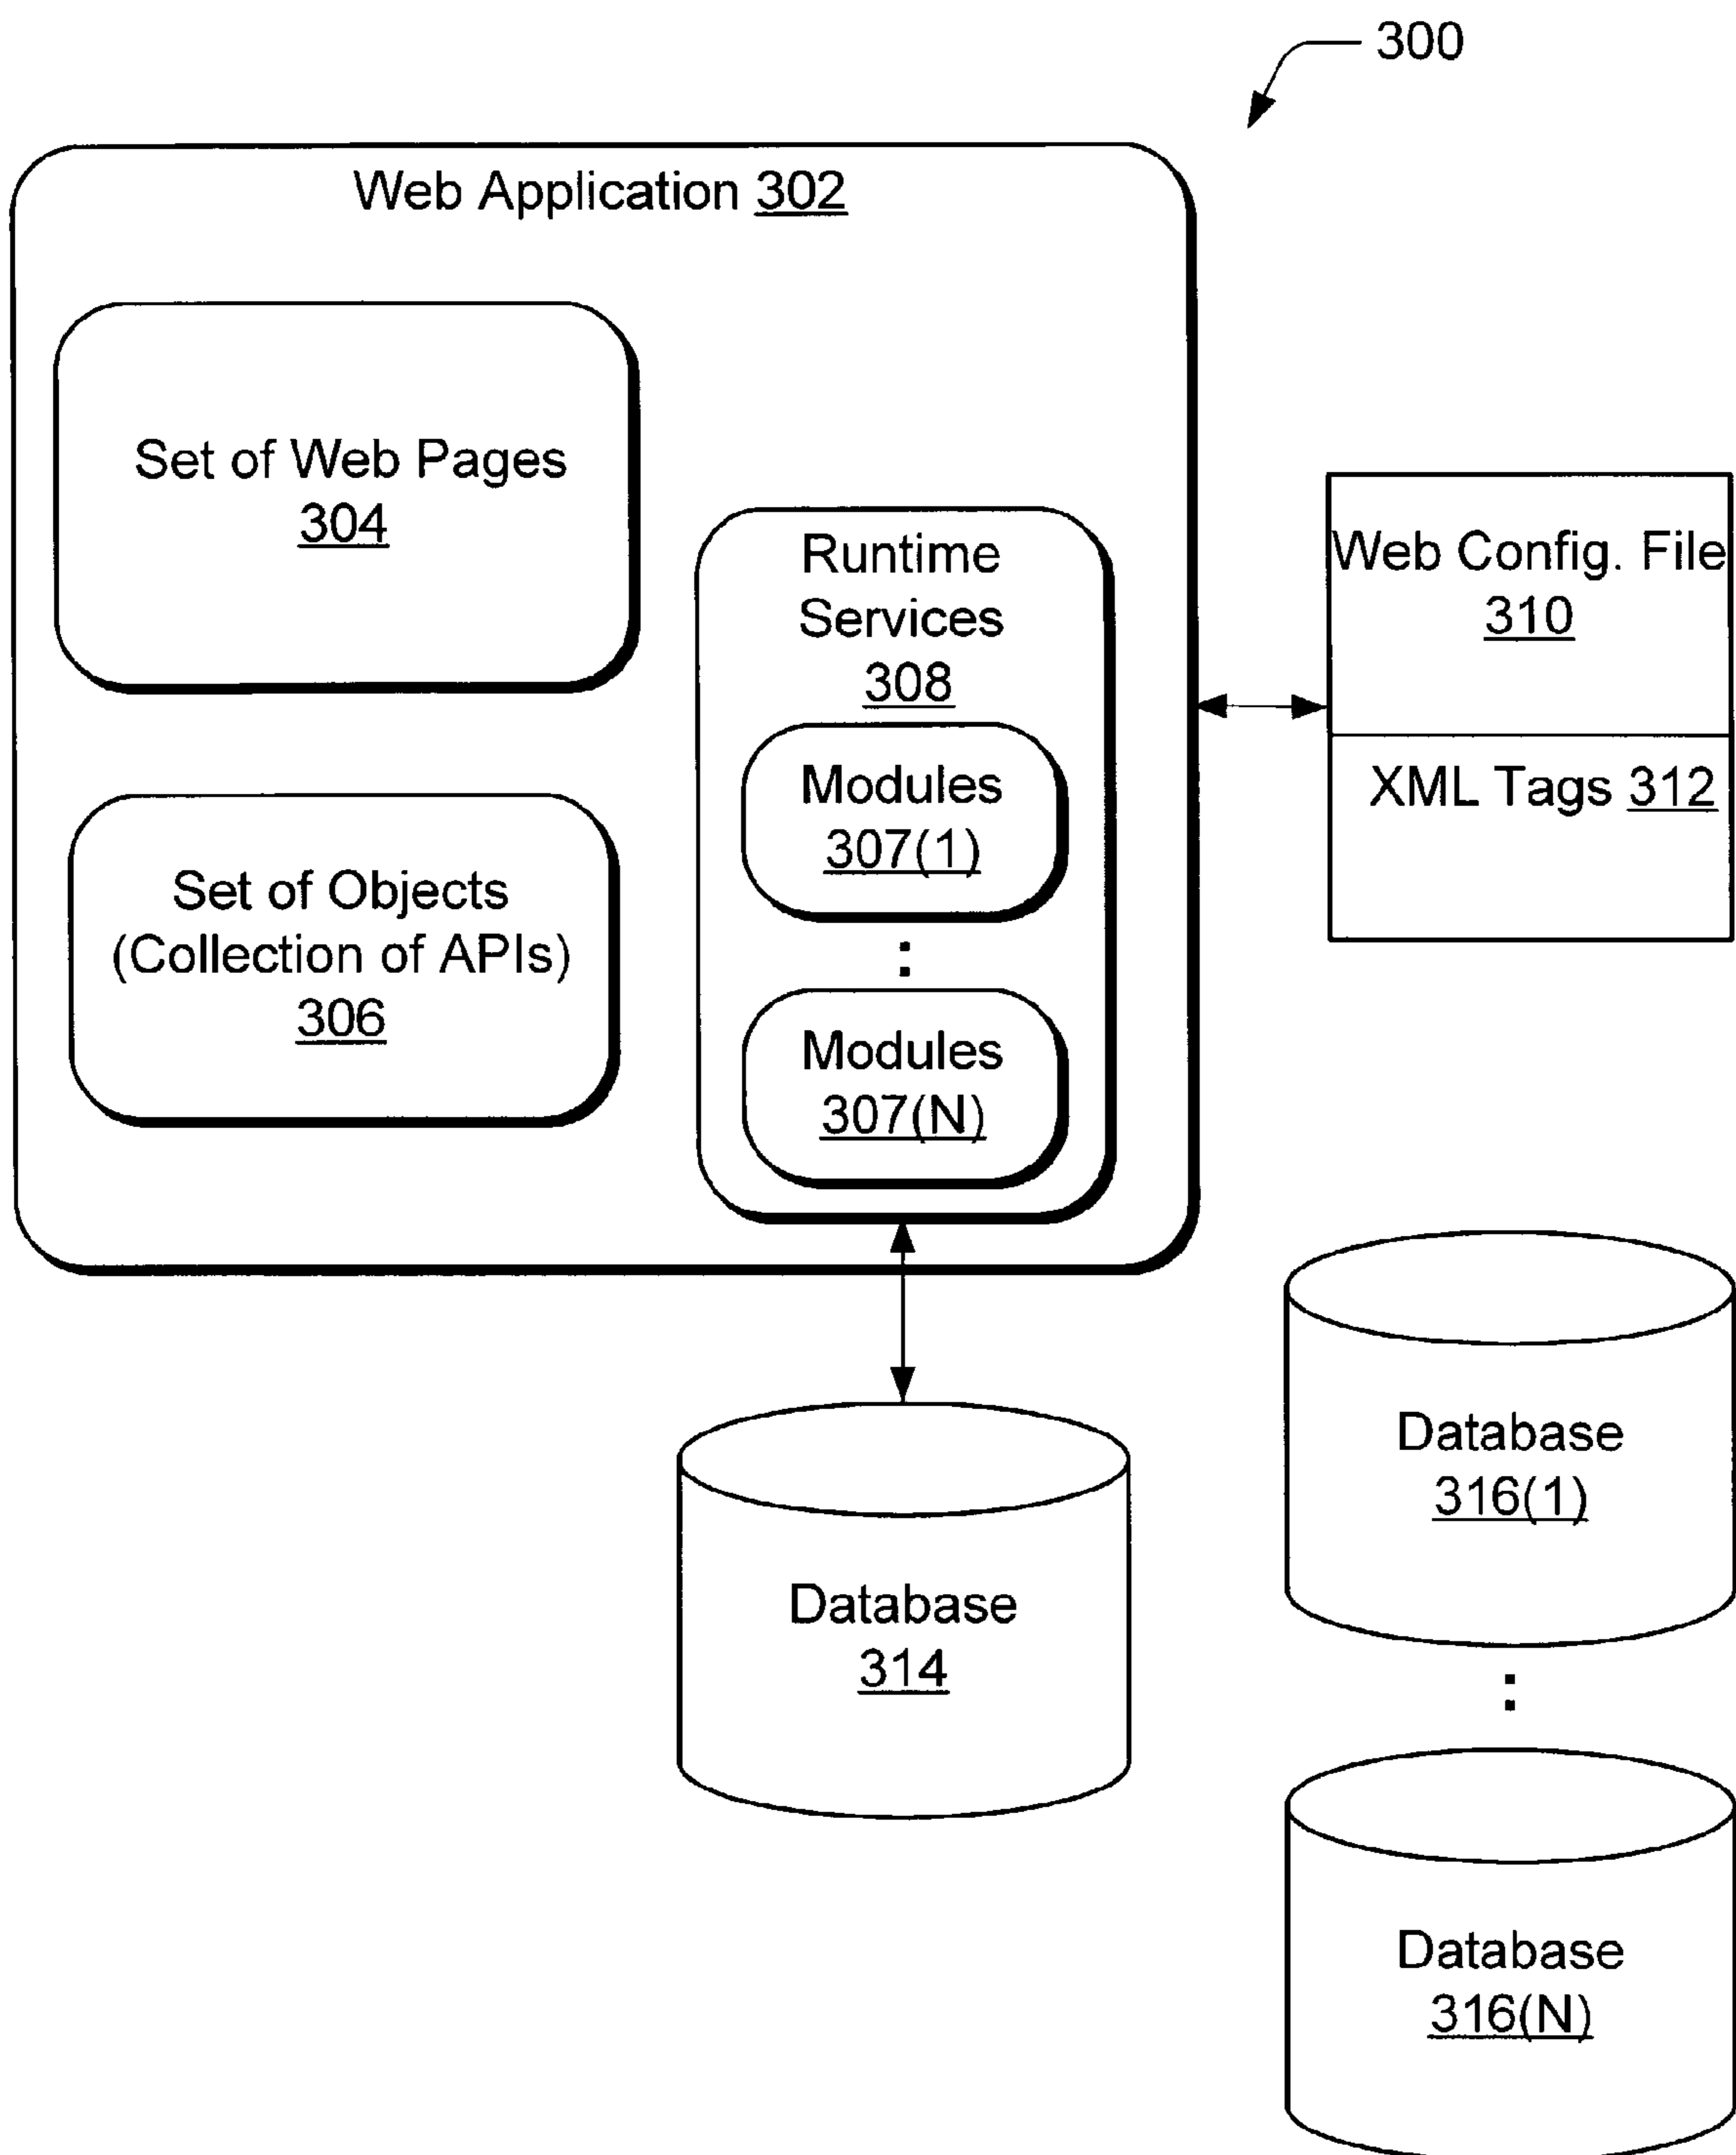 300
Web Application 302
Set of Web Pages
304
Runtime
Services
308
Modules
307(1)
:
Modules
307(N)
Set of Objects
(Collection of APIs)
306
Web Config. File
310
XML Tags 312
Database
314
Database
316(1)
:
Database
316(N)